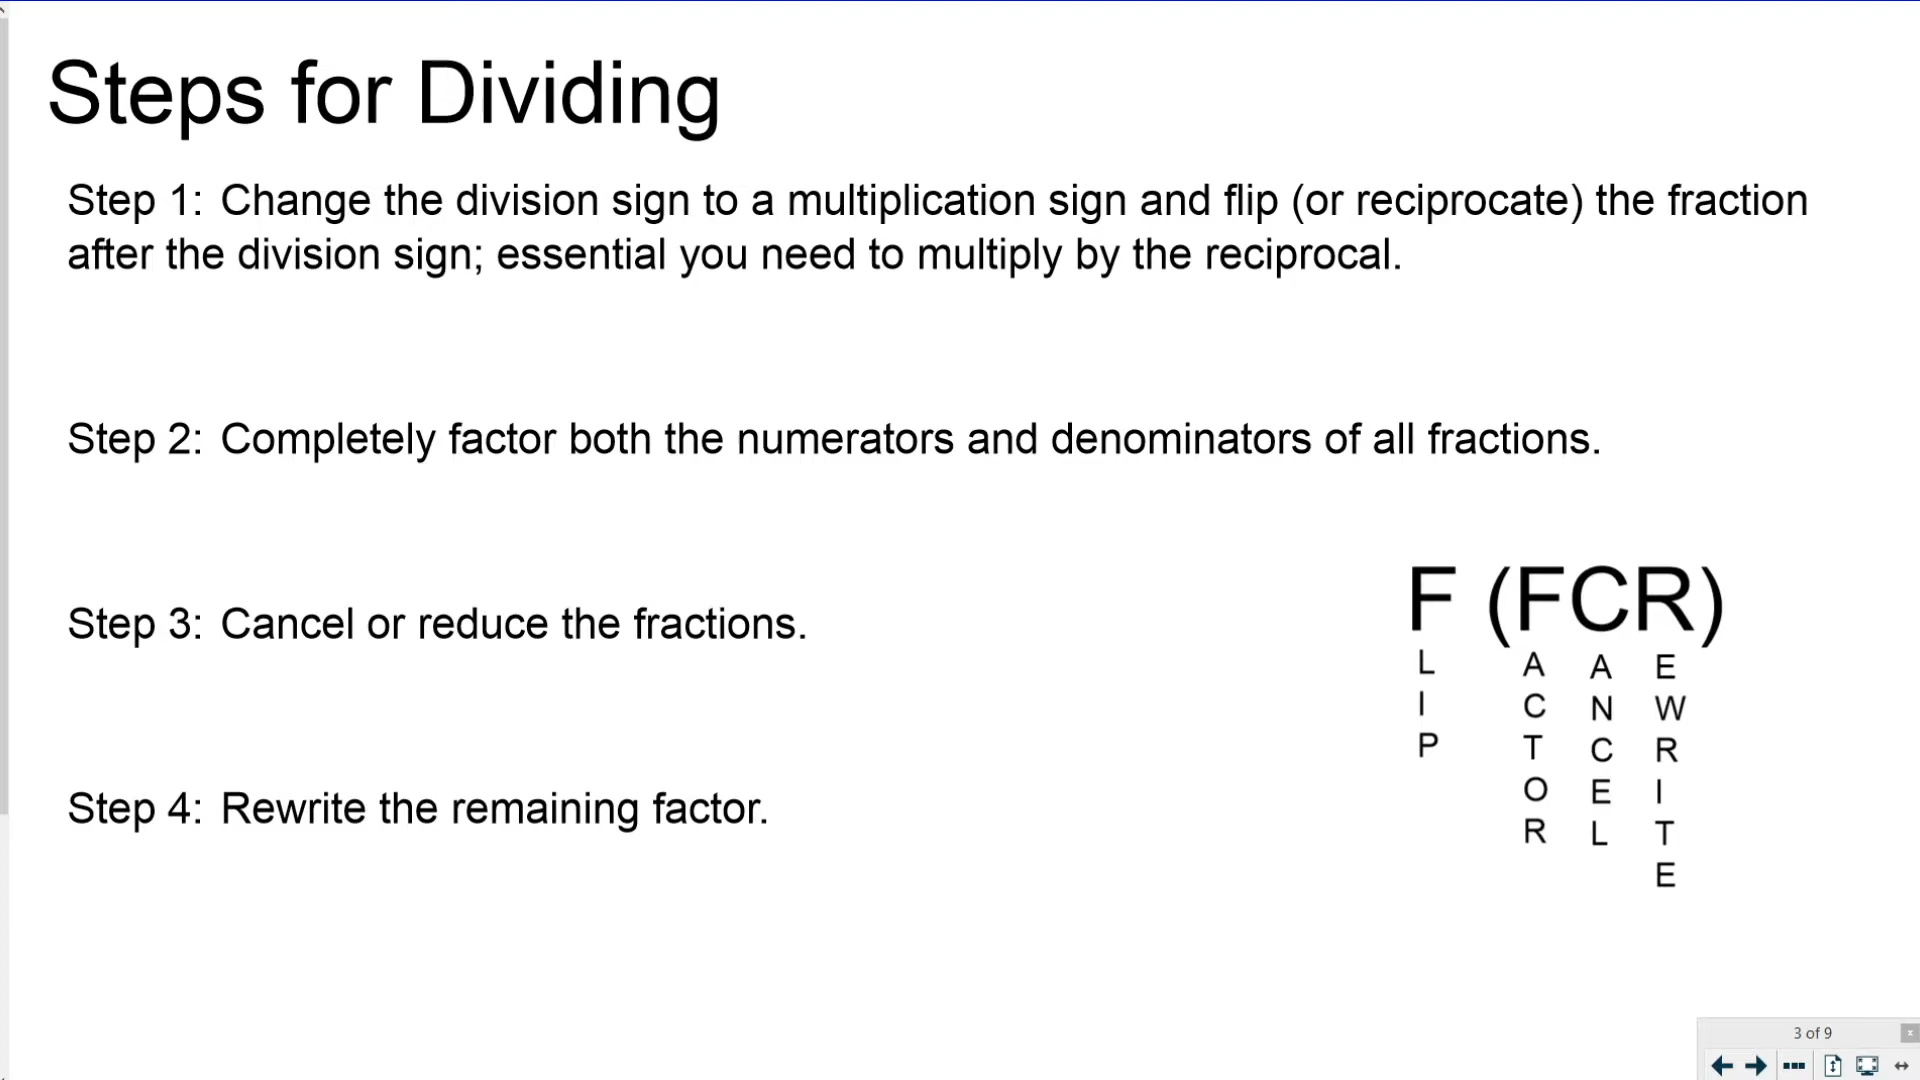 Steps for Dividing
Step 1: Change the division sign to a multiplication sign and flip (or reciprocate) the fraction
after the division sign; essential you need to multiply by the reciprocal.
Step 2: Completely factor both the numerators and denominators of all fractions.
Step 3: Cancel or reduce the fractions.
Step 4: Rewrite the remaining factor.
F (FCR)
L A A E
I C N W
P T C R
O E I
R L T
E
3 of 9